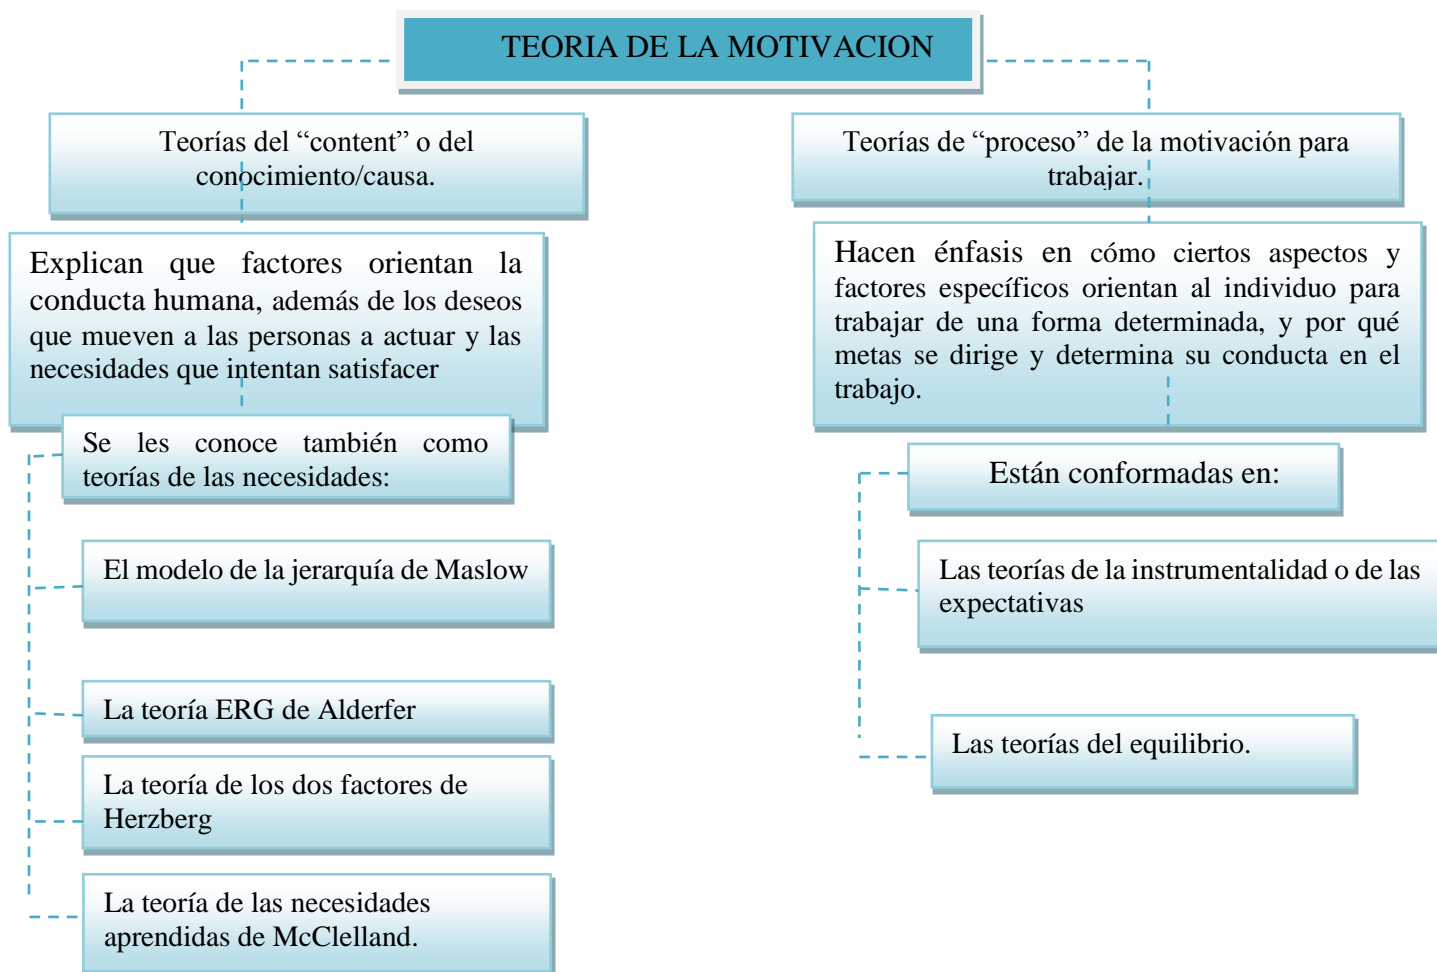 TEORIA DE LA MOTIVACION
Teorías del “content” o del
conocimiento/causa.
Explican que factores orientan la
conducta humana, además de los deseos
que mueven a las personas a actuar y las
necesidades que intentan satisfacer
Se les conoce también como
teorías de las necesidades:
El modelo de la jerarquía de Maslow
La teoría ERG de Alderfer
La teoría de los dos factores de
Herzberg
La teoría de las necesidades
aprendidas de McClelland.
Teorías de “proceso” de la motivación para
trabajar.
Hacen énfasis en cómo ciertos aspectos y
factores específicos orientan al individuo para
trabajar de una forma determinada, y por qué
metas se dirige y determina su conducta en el
trabajo.
Están conformadas en:
Las teorías de la instrumentalidad o de las
expectativas
Las teorías del equilibrio.